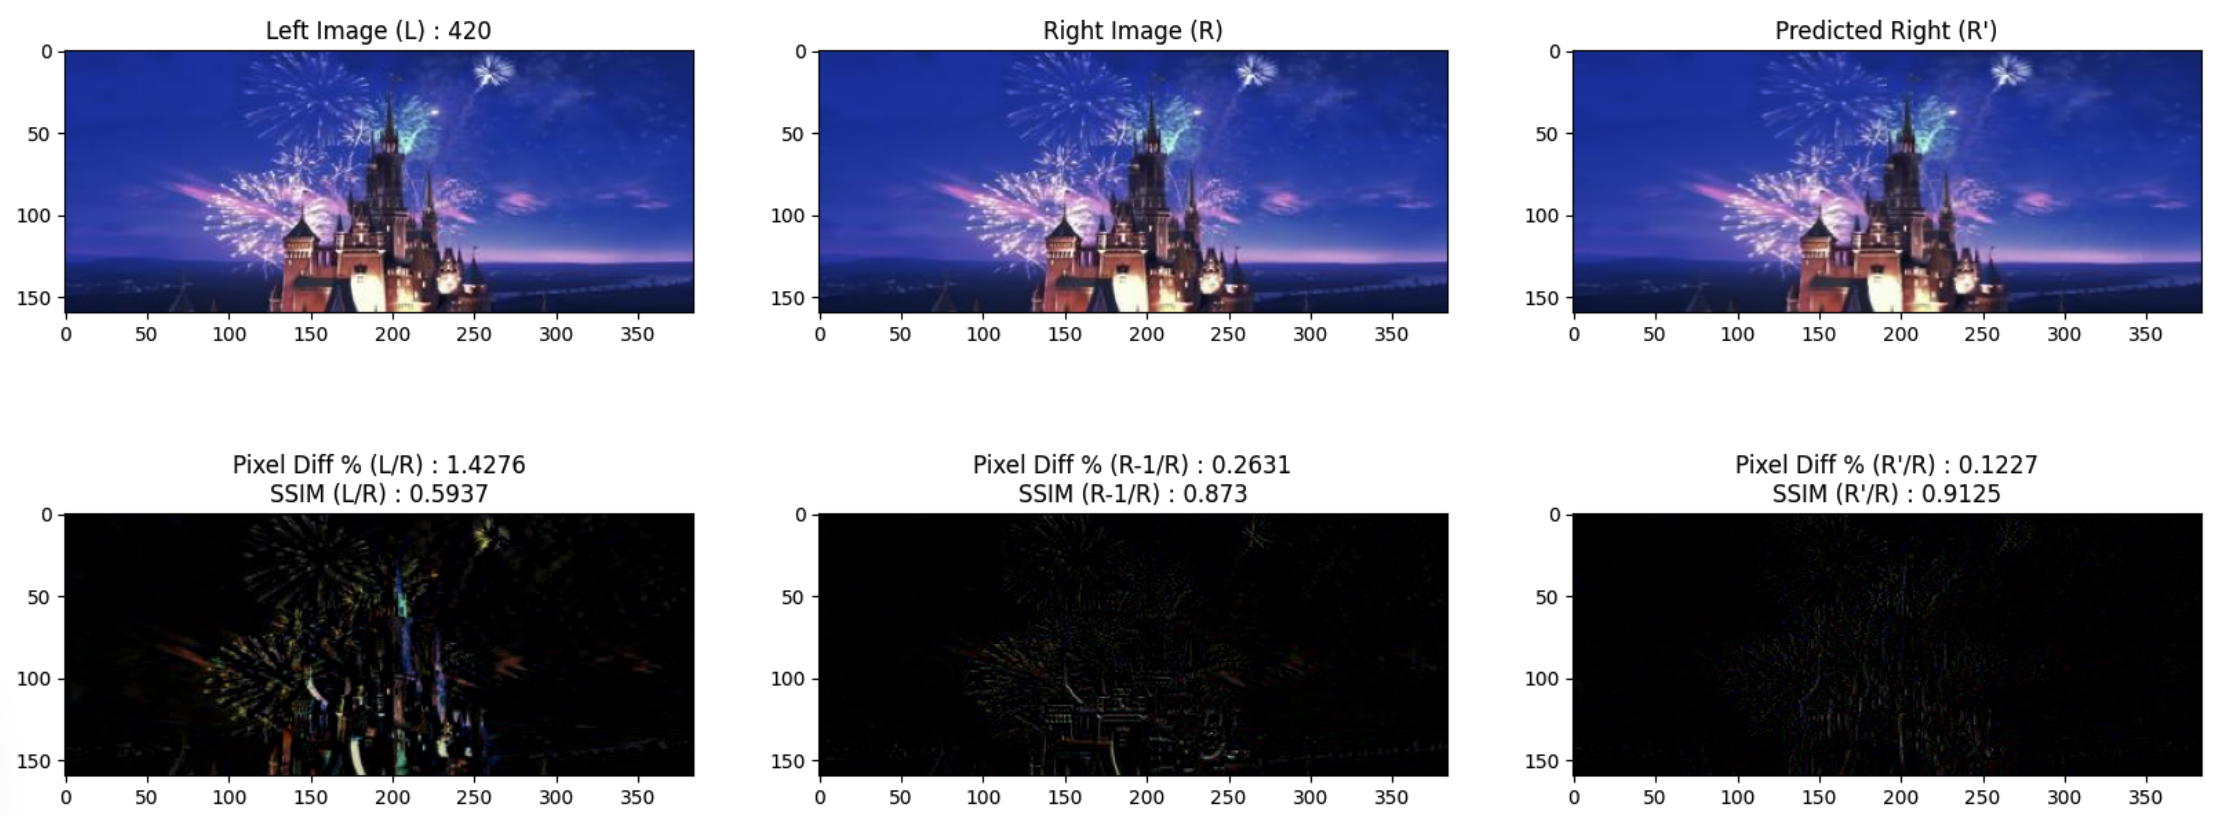 Left Image (L) : 420
Right Image (R)
Predicted Right (R')
0
50
100
150
0 50 100 150 200 250 300 350
0
50
100
150
0 50 100 150 200 250 300 350
0
50
100
150
0 50 100 150 200 250 300 350
Pixel Diff % (L/R) : 1.4276
SSIM (L/R) : 0.5937
Pixel Diff % (R-1/R) : 0.2631
SSIM (R-1/R) : 0.873
Pixel Diff % (R'/R) : 0.1227
SSIM (R'/R) : 0.9125
0
50
100
150
0 50 100 150 200 250 300 350
0
50
100
150
0 50 100 150 200 250 300 350
0
50
100
150
0 50 100 150 200 250 300 350